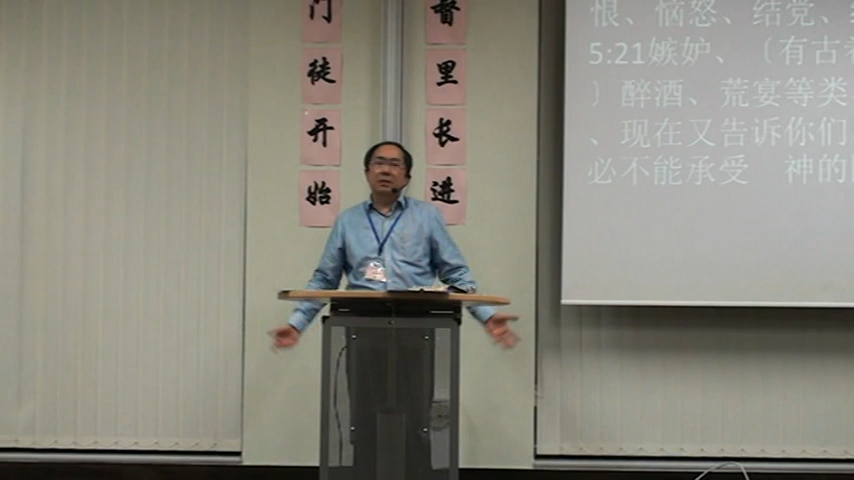 门
徒
开
始
督
里
长
进
恨、恼怒、结党、
5:21嫉妒、〔有古
〕醉酒、荒宴等类
、现在又告诉你们
必不能承受 神的